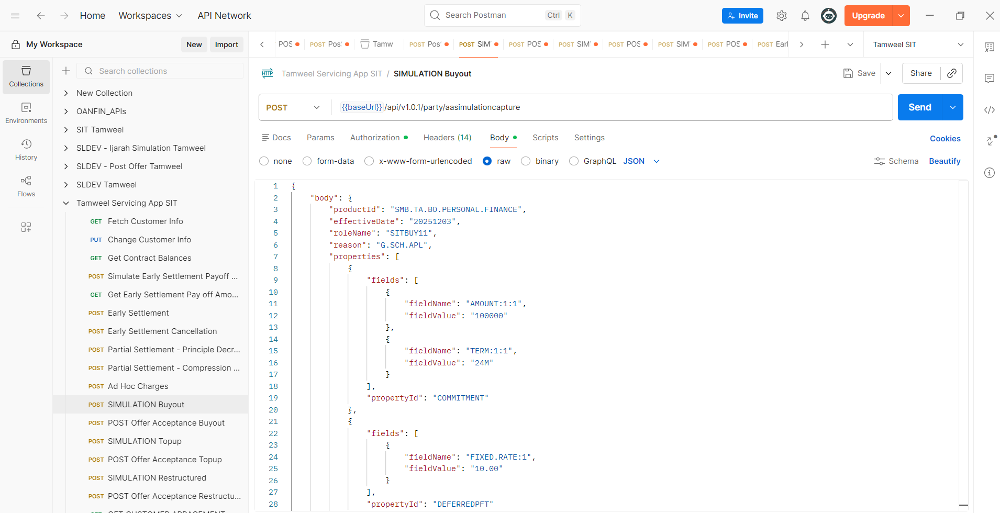 Home Workspaces API Network Search Postman Ctrl K Invite Upgrade
My Workspace New Import
POS POST Pos POST Tamw POST Pos POST SIM POST POS POST SIM POST POS POST SIM POST POS POST Earl Tamweel SIT
Collections
Environments
History
Flows
Search collections
New Collection
OANFIN_APIs
SIT Tamweel
SLDEV - Ijarah Simulation Tamweel
SLDEV - Post Offer Tamweel
SLDEV Tamweel
Tamweel Servicing App SIT
GET Fetch Customer Info
PUT Change Customer Info
GET Get Contract Balances
POST Simulate Early Settlement Payoff ...
GET Get Early Settlement Pay off Amo...
POST Early Settlement
POST Early Settlement Cancellation
POST Partial Settlement - Principle Decr...
POST Partial Settlement - Compression ...
POST Ad Hoc Charges
POST SIMULATION Buyout
POST POST Offer Acceptance Buyout
POST SIMULATION Topup
POST POST Offer Acceptance Topup
POST SIMULATION Restructured
POST POST Offer Acceptance Restructu...
HTTP Tamweel Servicing App SIT / SIMULATION Buyout Save Share
POST {{baseUrl}}/api/v1.0.1/party/aasimulationcapture Send
Docs Params Authorization Headers (14) Body Scripts Settings Cookies
none form-data x-www-form-urlencoded raw binary GraphQL JSON Schema Beautify
1 {
2 "body": {
3 "productId": "SMB.TA.BO.PERSONAL.FINANCE",
4 "effectiveDate": "20251203",
5 "roleName": "SITBUY11",
6 "reason": "G.SCH.APL",
7 "properties": [
8 {
9 "fields": [
10 {
11 "fieldName": "AMOUNT:1:1",
12 "fieldValue": "100000"
13 },
14 {
15 "fieldName": "TERM:1:1",
16 "fieldValue": "24M"
17 }
18 ],
19 "propertyId": "COMMITMENT"
20 },
21 {
22 "fields": [
23 {
24 "fieldName": "FIXED.RATE:1",
25 "fieldValue": "10.00"
26 }
27 ],
28 "propertyId": "DEFERREDPFT"